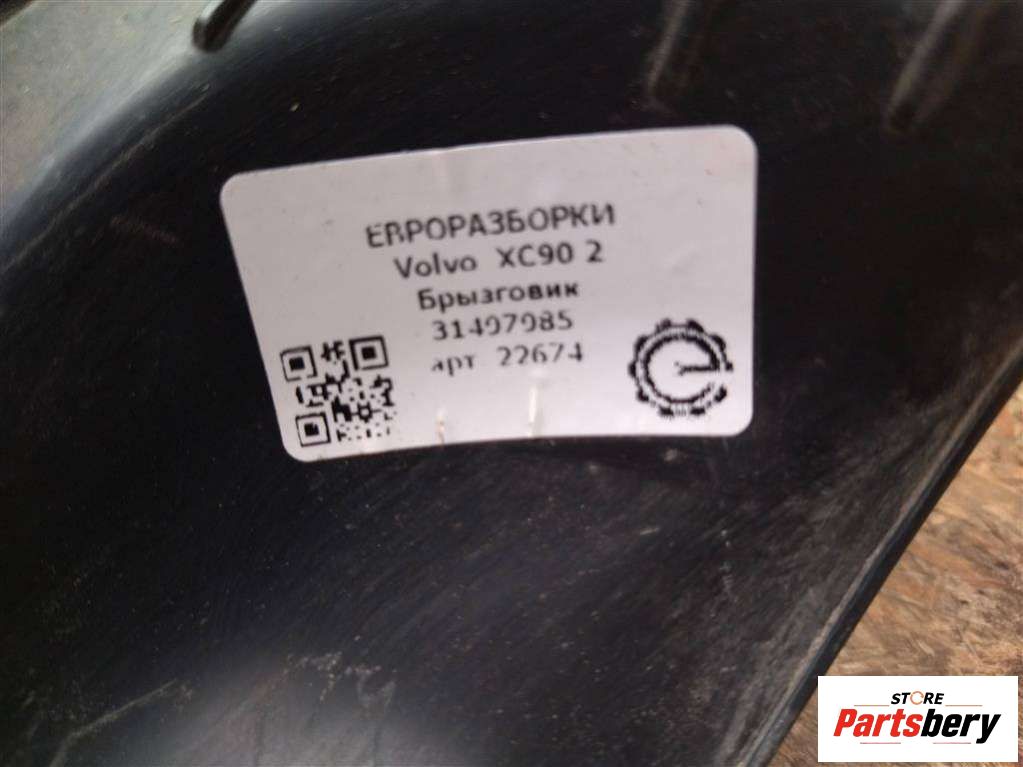 ЕВРОРАЗБОРКИ
Volvo XC90 2
Брызговик
31497985
арт 22674
STORE
Partsbery